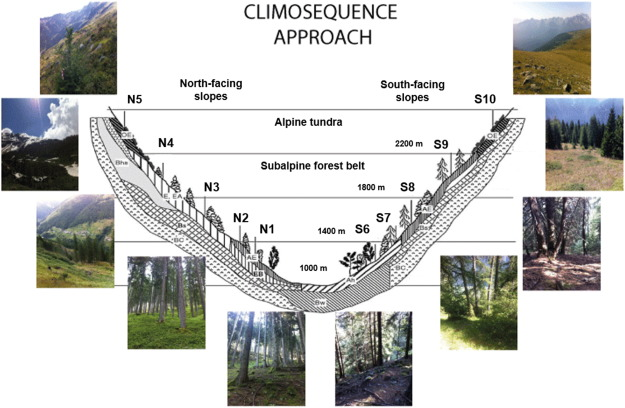 CLIMOSEQUENCE
APPROACH
North-facing
slopes
South-facing
slopes
N5
S10
Alpine tundra
OE
OE
N4
2200 m
S9
Bhs
Subalpine forest belt
E, EA
N3
1800 m
S8
AE
Bs
Bs
BC
N2
N1
1400 m
S6
S7
AE
EB
1000 m
Ah
BC
Bw